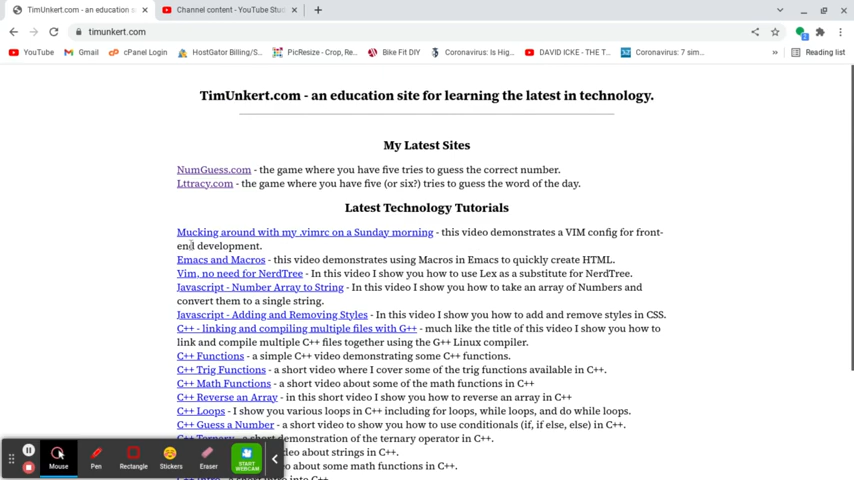 TimUnkert.com - an education s
Channel content - YouTube Stud
timunkert.com
YouTube
Gmail
cPanel Login
HostGator Billing/S...
PicResize - Crop, Re...
Bike Fit DIY
Coronavirus: Is Hig...
DAVID ICKE - THE T...
Coronavirus: 7 sim...
»
Reading list
TimUnkert.com - an education site for learning the latest in technology.
My Latest Sites
NumGuess.com - the game where you have five tries to guess the correct number.
Lttracy.com - the game where you have five (or six?) tries to guess the word of the day.
Latest Technology Tutorials
Mucking around with my .vimrc on a Sunday morning - this video demonstrates a VIM config for front-
end development.
Emacs and Macros - this video demonstrates using Macros in Emacs to quickly create HTML.
Vim, no need for NerdTree - In this video I show you how to use Lex as a substitute for NerdTree.
Javascript - Number Array to String - In this video I show you how to take an array of Numbers and
convert them to a single string.
Javascript - Adding and Removing Styles - In this video I show you how to add and remove styles in CSS.
C++ - linking and compiling multiple files with G++ - much like the title of this video I show you how to
link and compile multiple C++ files together using the G++ Linux compiler.
C++ Functions - a simple C++ video demonstrating some C++ functions.
C++ Trig Functions - a short video where I cover some of the trig functions available in C++.
C++ Math Functions - a short video about some of the math functions in C++
C++ Reverse an Array - in this short video I show you how to reverse an array in C++
C++ Loops - I show you various loops in C++ including for loops, while loops, and do while loops.
C++ Guess a Number - a short video to show you how to use conditionals (if, if else, else) in C++.
C++ Ternary - a short demonstration of the ternary operator in C++.
video about strings in C++.
video about some math functions in C++.
Mouse
Pen
Rectangle
Stickers
Eraser
START
WEBCAM